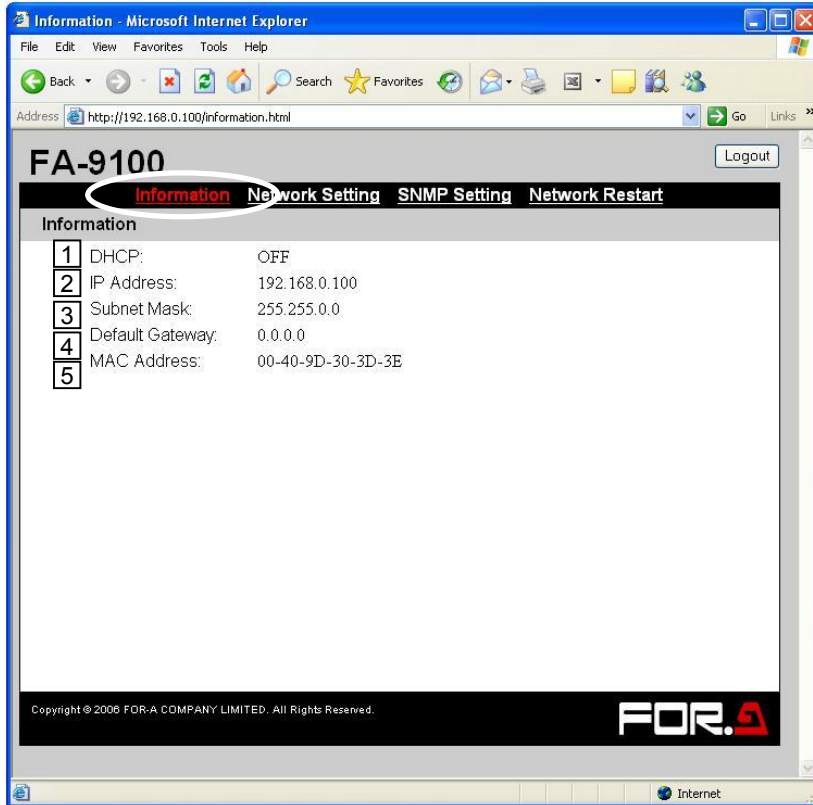 Information - Microsoft Internet Explorer
File Edit View Favorites Tools Help
Back Search Favorites
Address http://192.168.0.100/information.html Go Links »
FA-9100 Logout
Information Network Setting SNMP Setting Network Restart
Information
1 DHCP: OFF
2 IP Address: 192.168.0.100
3 Subnet Mask: 255.255.0.0
4 Default Gateway: 0.0.0.0
5 MAC Address: 00-40-9D-30-3D-3E
Copyright © 2006 FOR-A COMPANY LIMITED. All Rights Reserved.
FOR.A
Internet